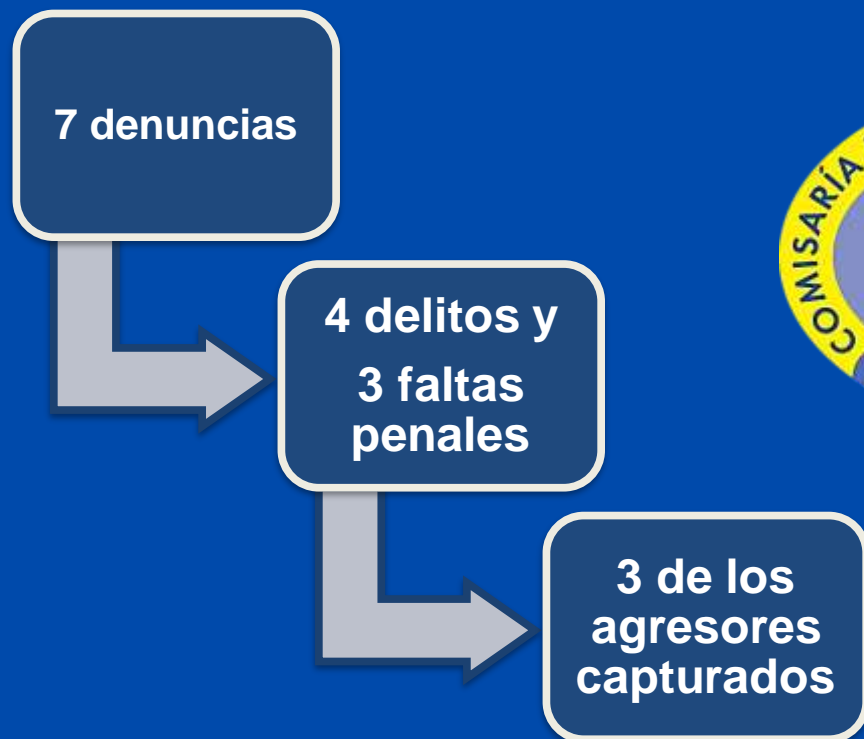 7 denuncias
COMISARÍA
4 delitos y
3 faltas
penales
3 de los
agresores
capturados